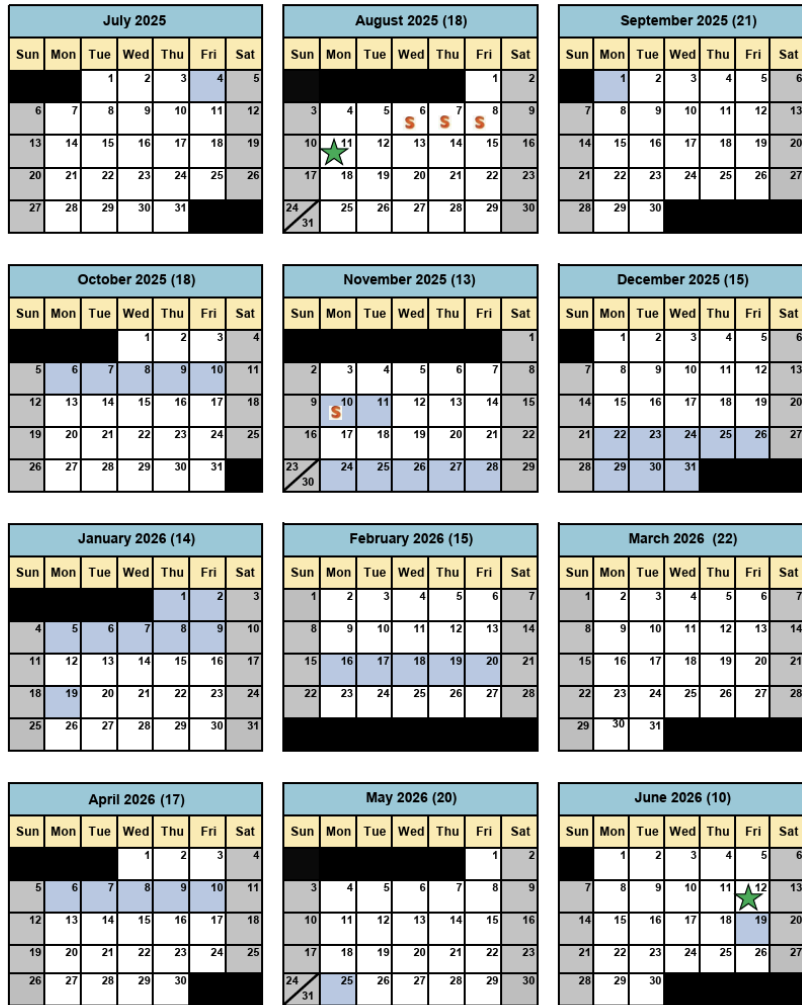 July 2025
Sun Mon Tue Wed Thu Fri Sat
1 2 3 4 5
6 7 8 9 10 11 12
13 14 15 16 17 18 19
20 21 22 23 24 25 26
27 28 29 30 31
August 2025 (18)
Sun Mon Tue Wed Thu Fri Sat
1 2
3 4 5 6 7 8 9
S S S
10 11 12 13 14 15 16
17 18 19 20 21 22 23
24/31 25 26 27 28 29 30
September 2025 (21)
Sun Mon Tue Wed Thu Fri Sat
1 2 3 4 5 6
7 8 9 10 11 12 13
14 15 16 17 18 19 20
21 22 23 24 25 26 27
28 29 30
October 2025 (18)
Sun Mon Tue Wed Thu Fri Sat
1 2 3 4
5 6 7 8 9 10 11
12 13 14 15 16 17 18
19 20 21 22 23 24 25
26 27 28 29 30 31
November 2025 (13)
Sun Mon Tue Wed Thu Fri Sat
1
2 3 4 5 6 7 8
9 10 11 12 13 14 15
S
16 17 18 19 20 21 22
23/30 24 25 26 27 28 29
December 2025 (15)
Sun Mon Tue Wed Thu Fri Sat
1 2 3 4 5 6
7 8 9 10 11 12 13
14 15 16 17 18 19 20
21 22 23 24 25 26 27
28 29 30 31
January 2026 (14)
Sun Mon Tue Wed Thu Fri Sat
1 2 3
4 5 6 7 8 9 10
11 12 13 14 15 16 17
18 19 20 21 22 23 24
25 26 27 28 29 30 31
February 2026 (15)
Sun Mon Tue Wed Thu Fri Sat
1 2 3 4 5 6 7
8 9 10 11 12 13 14
15 16 17 18 19 20 21
22 23 24 25 26 27 28
March 2026 (22)
Sun Mon Tue Wed Thu Fri Sat
1 2 3 4 5 6 7
8 9 10 11 12 13 14
15 16 17 18 19 20 21
22 23 24 25 26 27 28
29 30 31
April 2026 (17)
Sun Mon Tue Wed Thu Fri Sat
1 2 3 4
5 6 7 8 9 10 11
12 13 14 15 16 17 18
19 20 21 22 23 24 25
26 27 28 29 30
May 2026 (20)
Sun Mon Tue Wed Thu Fri Sat
1 2
3 4 5 6 7 8 9
10 11 12 13 14 15 16
17 18 19 20 21 22 23
24/31 25 26 27 28 29 30
June 2026 (10)
Sun Mon Tue Wed Thu Fri Sat
1 2 3 4 5 6
7 8 9 10 11 12 13
14 15 16 17 18 19 20
21 22 23 24 25 26 27
28 29 30